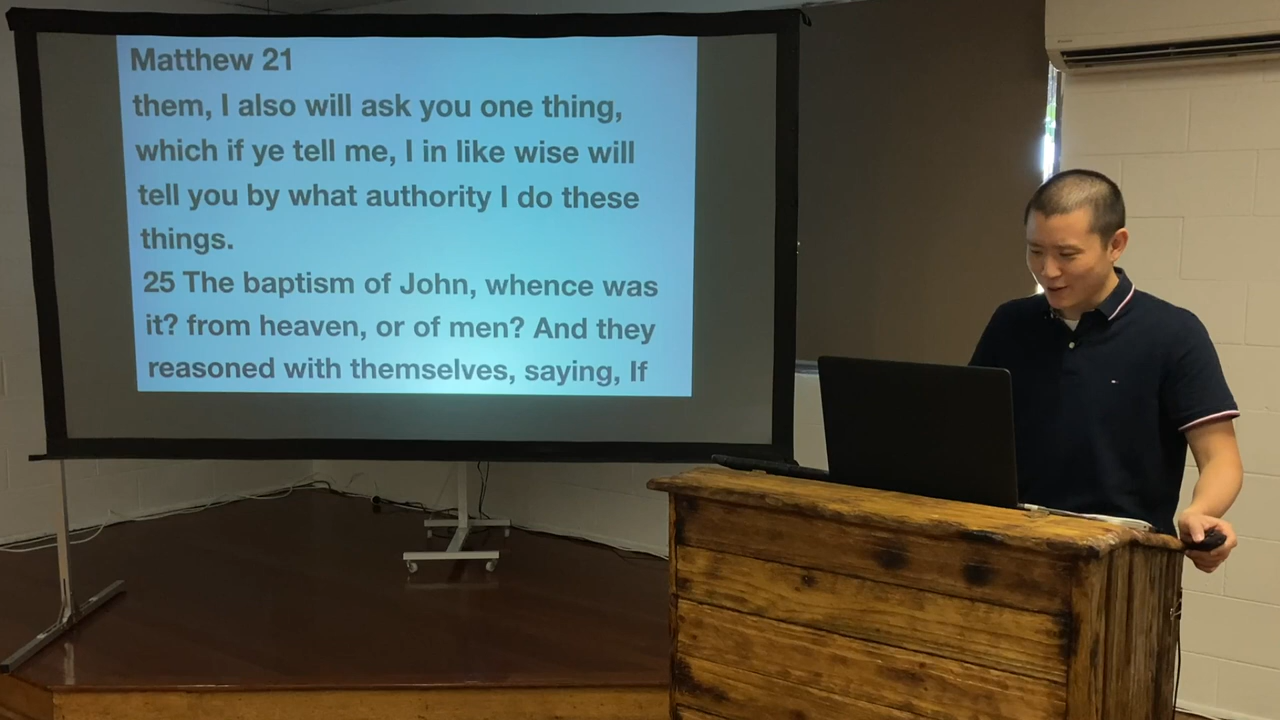 Matthew 21
them, I also will ask you one thing,
which if ye tell me, I in like wise will
tell you by what authority I do these
things.
25 The baptism of John, whence was
it? from heaven, or of men? And they
reasoned with themselves, saying, If